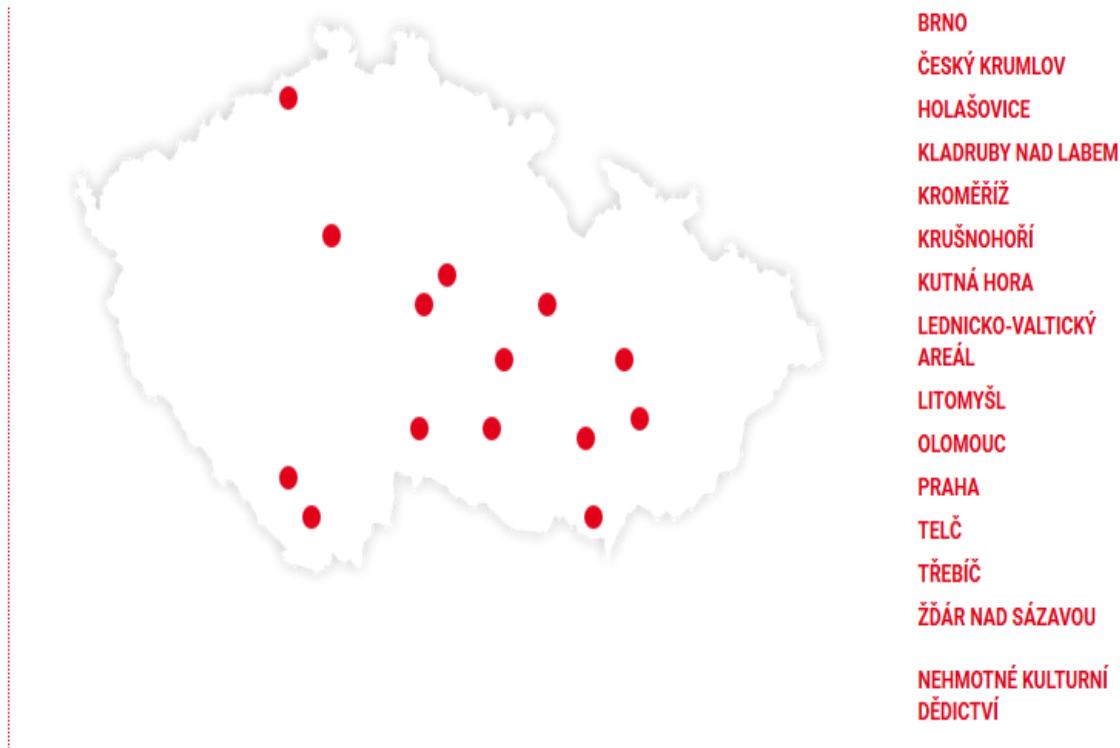 BRNO
ČESKÝ KRUMLOV
HOLAŠOVICE
KLADRUBY NAD LABEM
KROMĚŘÍŽ
KRUŠNOHOŘÍ
KUTNÁ HORA
LEDNICKO-VALTICKÝ
AREÁL
LITOMYŠL
OLOMOUC
PRAHA
TELČ
TŘEBÍČ
ŽĎÁR NAD SÁZAVOU
NEHMOTNÉ KULTURNÍ
DĚDICTVÍ